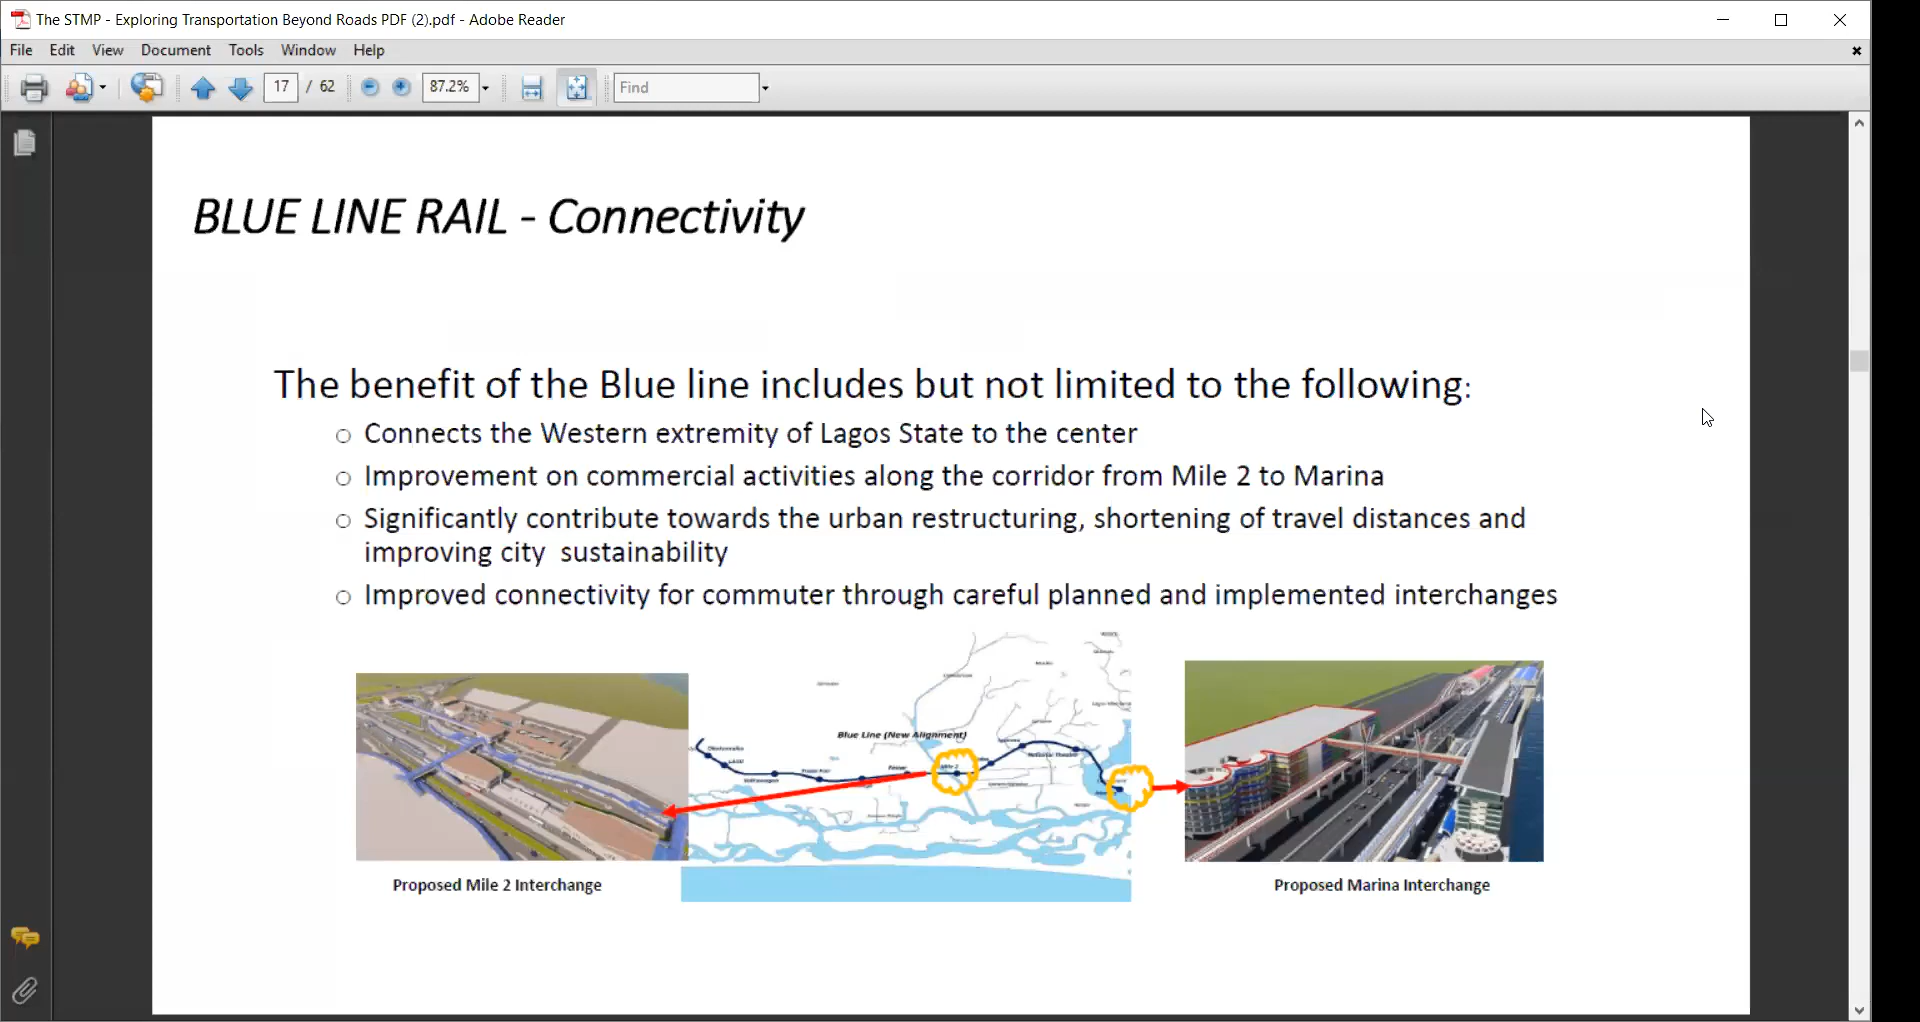 The STMP - Exploring Transportation Beyond Roads PDF (2).pdf - Adobe Reader
File Edit View Document Tools Window Help
17 / 62 87.2% Find
BLUE LINE RAIL - Connectivity
The benefit of the Blue line includes but not limited to the following:
Connects the Western extremity of Lagos State to the center
Improvement on commercial activities along the corridor from Mile 2 to Marina
Significantly contribute towards the urban restructuring, shortening of travel distances and
improving city sustainability
Improved connectivity for commuter through careful planned and implemented interchanges
Blue Line (New Alignment)
Mile 2
Proposed Mile 2 Interchange
Proposed Marina Interchange